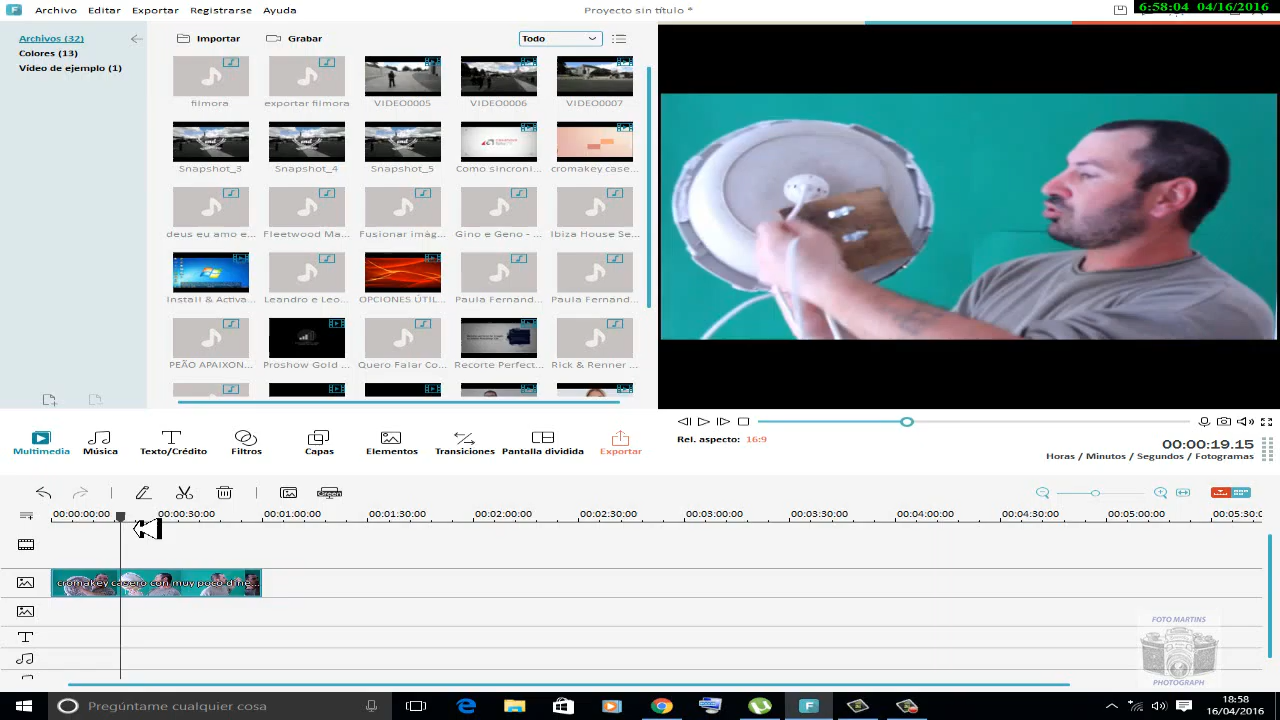 Archivo Editar Exportar Registrarse Ayuda
Proyecto sin título *
6:58:04 04/16/2016
Archivos (32)
Colores (13)
Vídeo de ejemplo (1)
Importar Grabar Todo
filmora exportar filmora VIDEO0005 VIDEO0006 VIDEO0007
Snapshot_3 Snapshot_4 Snapshot_5 Como sincroni... cromakey case...
deus eu amo e... Fleetwood Ma... Fusionar imág... Gino e Geno - ... Ibiza House Se...
Install & Activa... Leandro e Leo... OPCIONES ÚTIL... Paula Fernand... Paula Fernand...
PEÃO APAIXON... Proshow Gold ... Quero Falar Co... Recorte Perfect... Rick & Renner ...
Multimedia Música Texto/Crédito Filtros Capas Elementos Transiciones Pantalla dividida Exportar
Rel. aspecto: 16:9
00:00:19.15
Horas / Minutos / Segundos / Fotogramas
00:00:00:00 00:00:30:00 00:01:00:00 00:01:30:00 00:02:00:00 00:02:30:00 00:03:00:00 00:03:30:00 00:04:00:00 00:04:30:00 00:05:00:00 00:05:30:0
cromakey casero con muy poco dine...
FOTO MARTINS
PHOTOGRAPH
Pregúntame cualquier cosa
18:58
16/04/2016